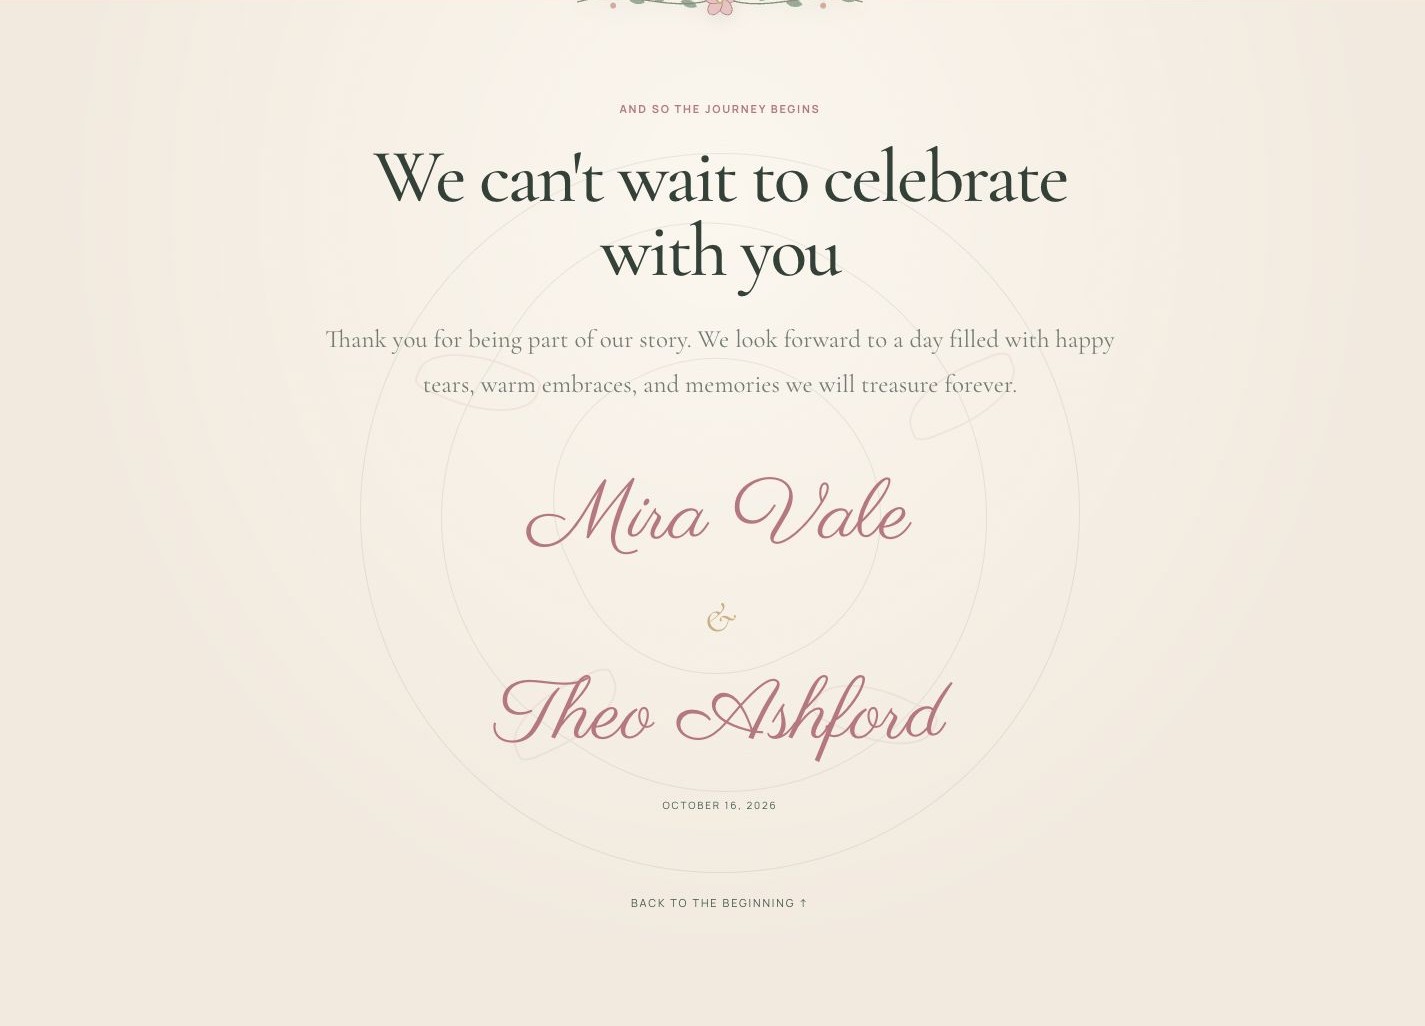 AND SO THE JOURNEY BEGINS
We can't wait to celebrate
with you
Thank you for being part of our story. We look forward to a day filled with happy
tears, warm embraces, and memories we will treasure forever.
Mira Vale
&
Theo Ashford
OCTOBER 16, 2026
BACK TO THE BEGINNING ↑